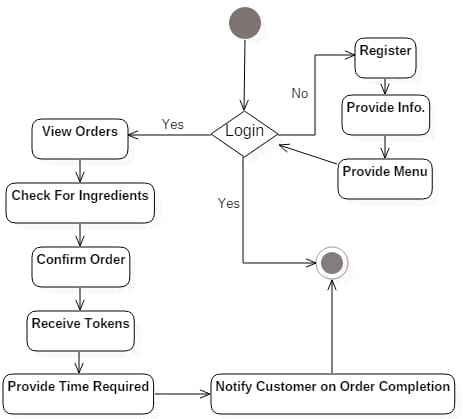 Register
No
Provide Info.
Yes
Login
View Orders
Provide Menu
Check For Ingredients
Yes
Confirm Order
Receive Tokens
Provide Time Required
Notify Customer on Order Completion